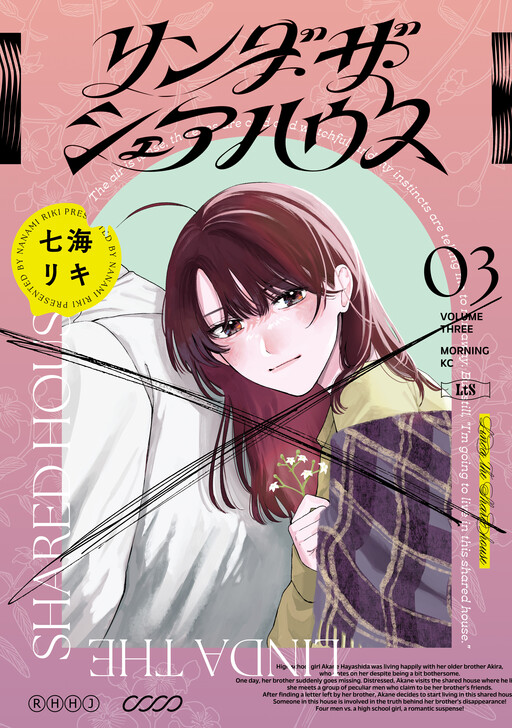 リンダ・ザ
シェアハウス
七海
リキ
PRESENTED BY NANAMI RIKI PRESENTED BY NANAMI RIKI
03
VOLUME
THREE
MORNING
KC
LtS
Linda the Share house
still, "I'm going to live in this shared house."
SHARED HOUS
LINDA THE
High school girl Akane Hayashida was living happily with her older brother Akira,
who dotes on her despite being a bit bothersome.
One day, her brother suddenly goes missing. Distressed, Akane visits the shared house where he li
she meets a group of peculiar men who claim to be her brother's friends.
After finding a letter left by her brother, Akane decides to start living in this shared hous
Someone in this house is involved in the truth behind her brother's disappearance!
Four men vs. a high school girl, a romantic suspense!
RHHJ